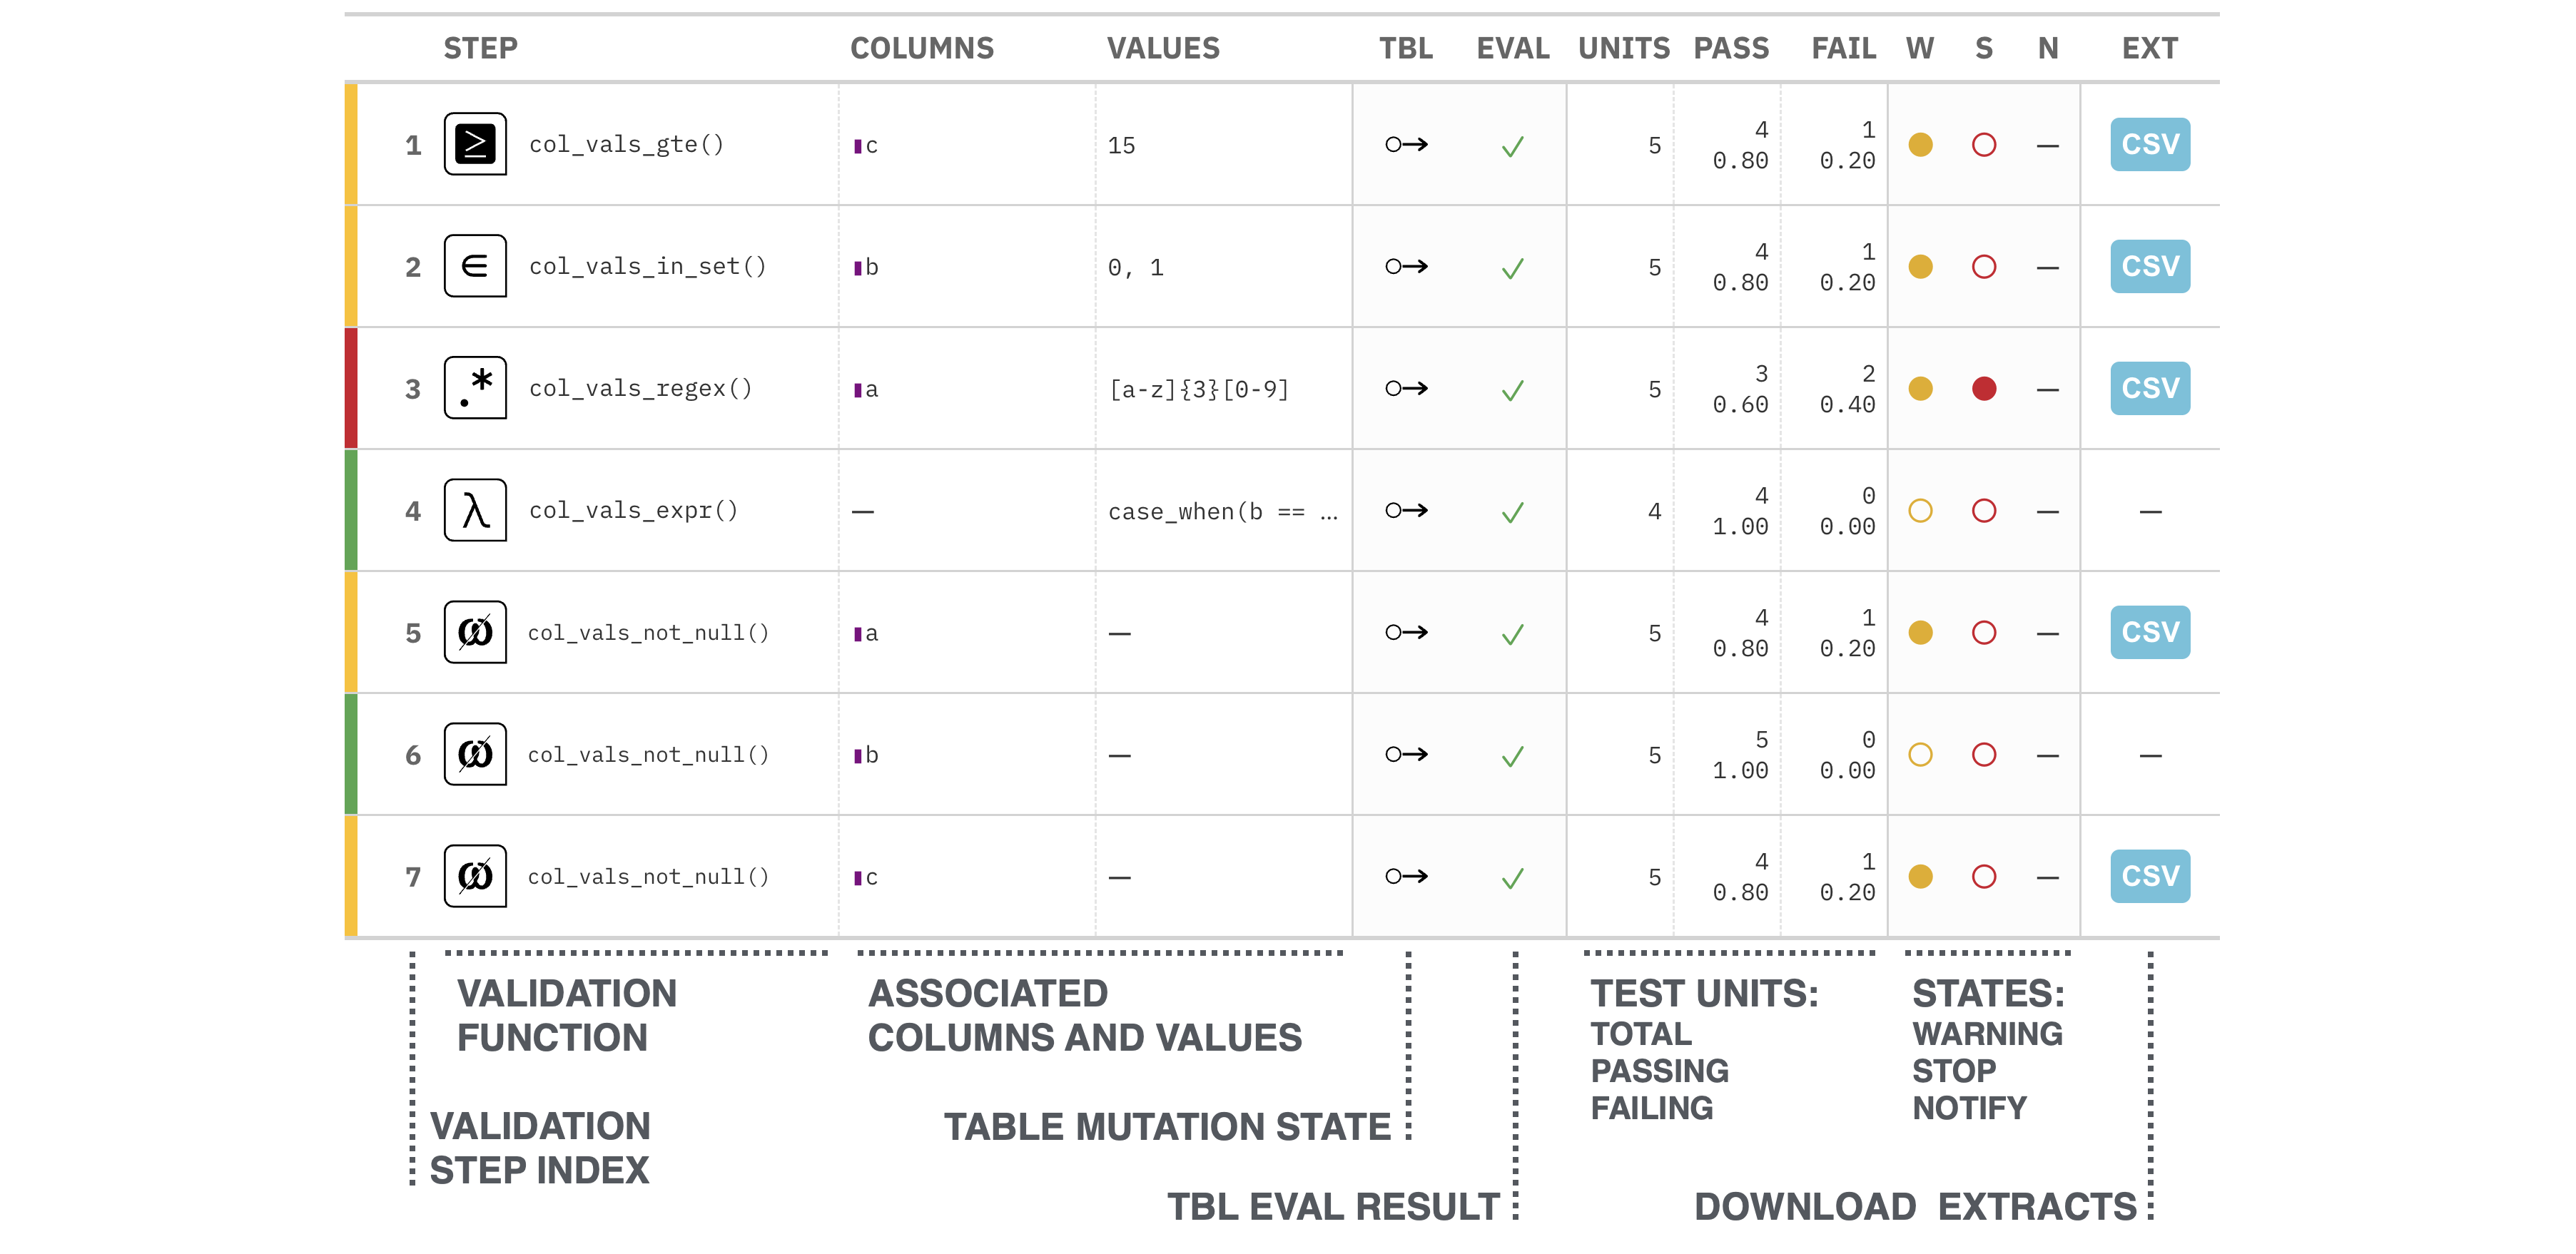 STEP COLUMNS VALUES TBL EVAL UNITS PASS FAIL W S N EXT
1 ≥ col_vals_gte() c 15 5 4 0.80 1 0.20 — CSV
2 ∈ col_vals_in_set() b 0, 1 5 4 0.80 1 0.20 — CSV
3 .* col_vals_regex() a [a-z]{3}[0-9] 5 3 0.60 2 0.40 — CSV
4 λ col_vals_expr() — case_when(b == … 4 4 1.00 0 0.00 — —
5 col_vals_not_null() a — 5 4 0.80 1 0.20 — CSV
6 col_vals_not_null() b — 5 5 1.00 0 0.00 — —
7 col_vals_not_null() c — 5 4 0.80 1 0.20 — CSV
VALIDATION
FUNCTION
ASSOCIATED
COLUMNS AND VALUES
TEST UNITS:
TOTAL
PASSING
FAILING
STATES:
WARNING
STOP
NOTIFY
VALIDATION
STEP INDEX
TABLE MUTATION STATE
TBL EVAL RESULT
DOWNLOAD EXTRACTS